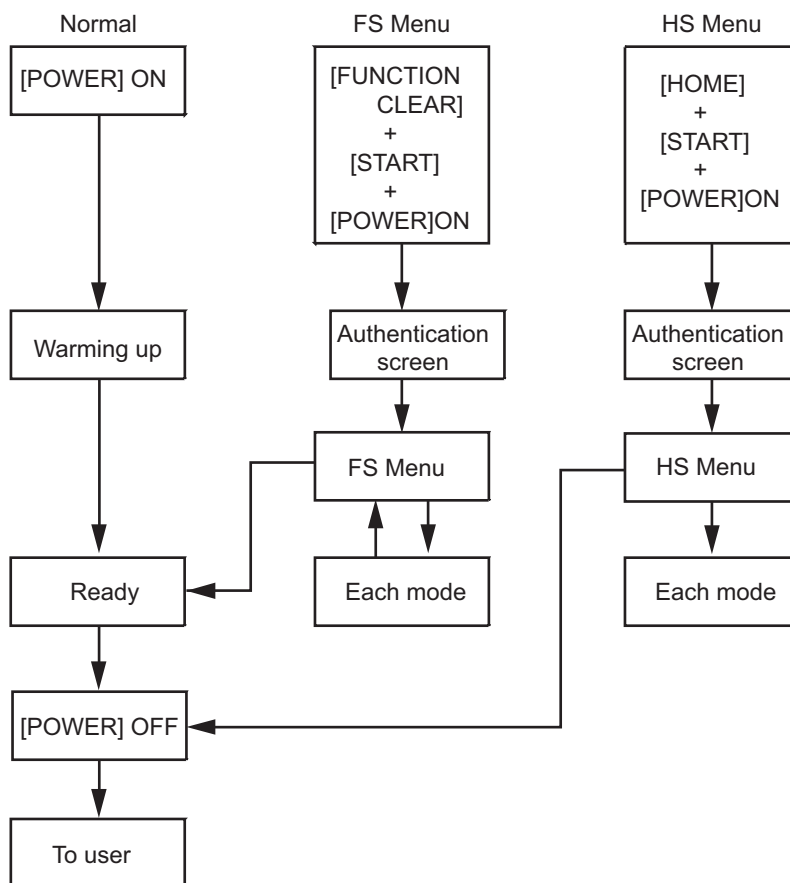 Normal
FS Menu
HS Menu
[POWER] ON
[FUNCTION
CLEAR]
+
[START]
+
[POWER]ON
[HOME]
+
[START]
+
[POWER]ON
Warming up
Authentication
screen
Authentication
screen
FS Menu
HS Menu
Ready
Each mode
Each mode
[POWER] OFF
To user